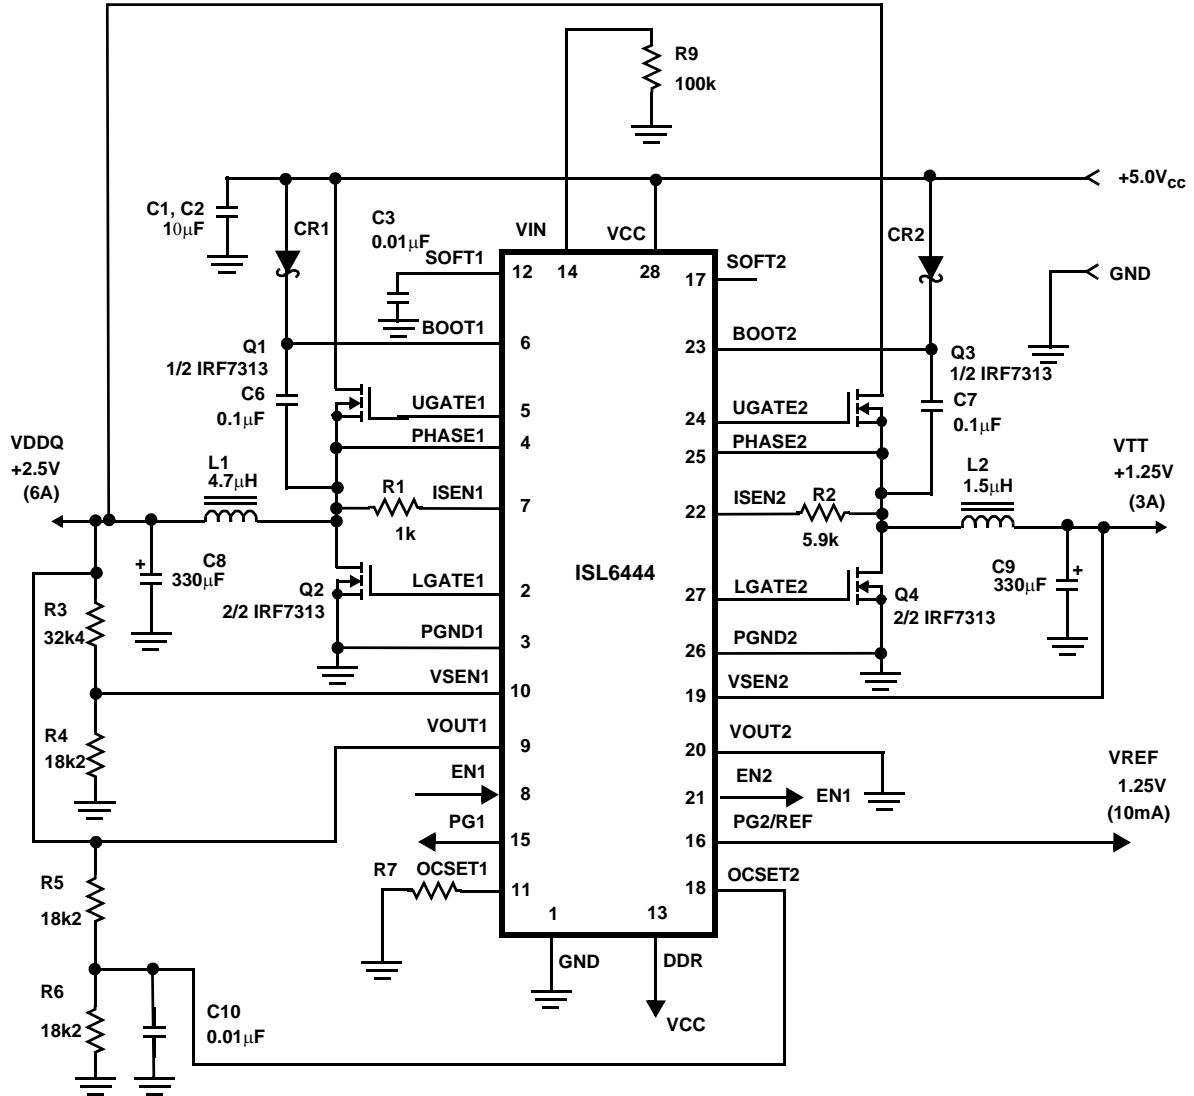 R9
100k
+5.0Vcc
C1, C2
10µF
CR1
C3
0.01µF
VIN
VCC
CR2
SOFT1
12
14
28
17
SOFT2
GND
BOOT1
6
23
BOOT2
Q1
1/2 IRF7313
Q3
1/2 IRF7313
C6
0.1µF
UGATE1
5
24
UGATE2
C7
0.1µF
PHASE1
4
25
PHASE2
VDDQ
+2.5V
(6A)
L1
4.7µH
R1
1k
ISEN1
7
22
ISEN2
R2
5.9k
L2
1.5µH
VTT
+1.25V
(3A)
+
C8
330µF
Q2
2/2 IRF7313
LGATE1
2
ISL6444
27
LGATE2
Q4
2/2 IRF7313
C9
330µF
+
R3
32k4
PGND1
3
26
PGND2
VSEN1
10
19
VSEN2
R4
18k2
VOUT1
9
20
VOUT2
VREF
1.25V
(10mA)
EN1
8
21
EN2
EN1
PG1
15
16
PG2/REF
R7
OCSET1
11
18
OCSET2
R5
18k2
1
13
GND
DDR
VCC
R6
18k2
C10
0.01µF